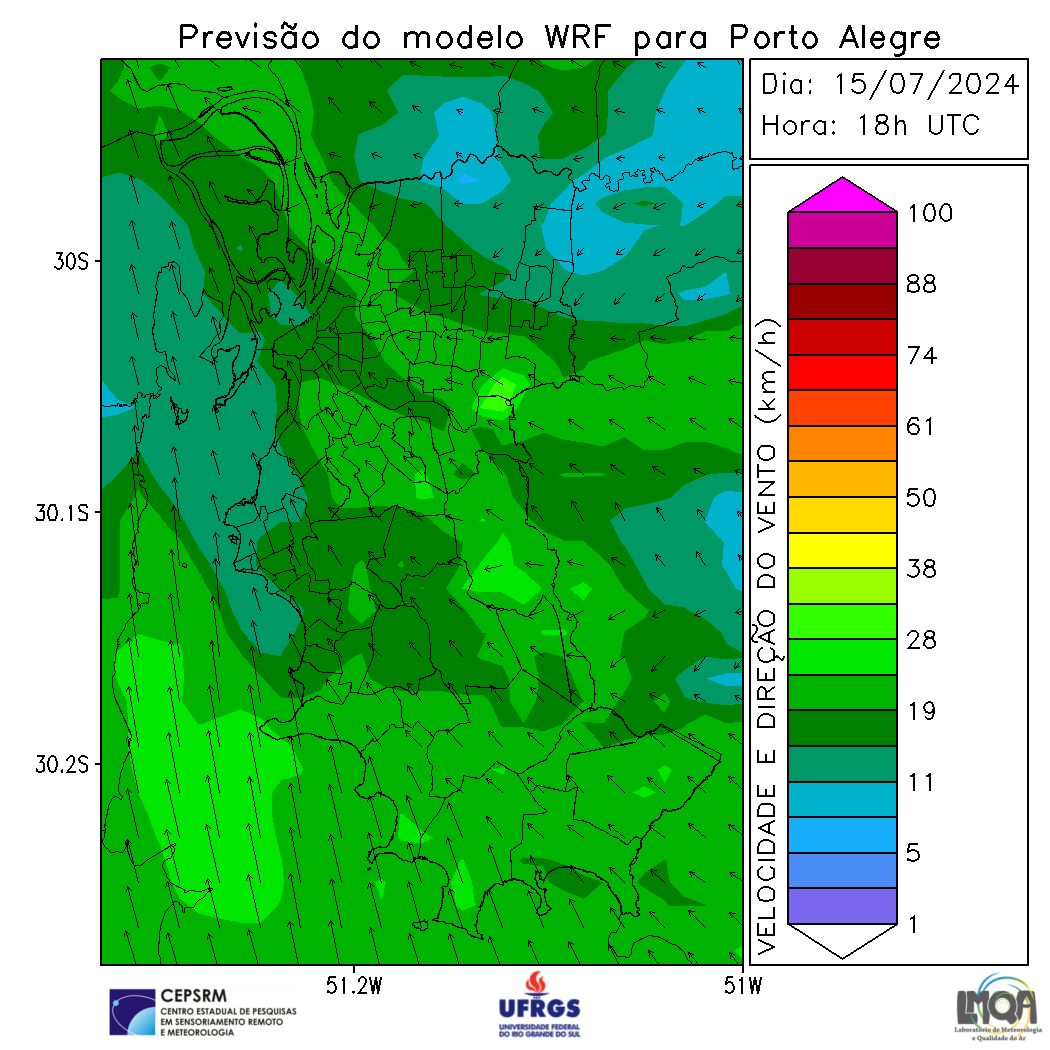 Previsão do modelo WRF para Porto Alegre
Dia: 15/07/2024
Hora: 18h UTC
30S
30.1S
30.2S
51.2W
51W
VELOCIDADE E DIREÇÃO DO VENTO (km/h)
100
88
74
61
50
38
28
19
11
5
1
CEPSRM
CENTRO ESTADUAL DE PESQUISAS
EM SENSORIAMENTO REMOTO
E METEOROLOGIA
UFRGS
UNIVERSIDADE FEDERAL
DO RIO GRANDE DO SUL
LMQA
Laboratório de Meteorologia
e Qualidade do Ar